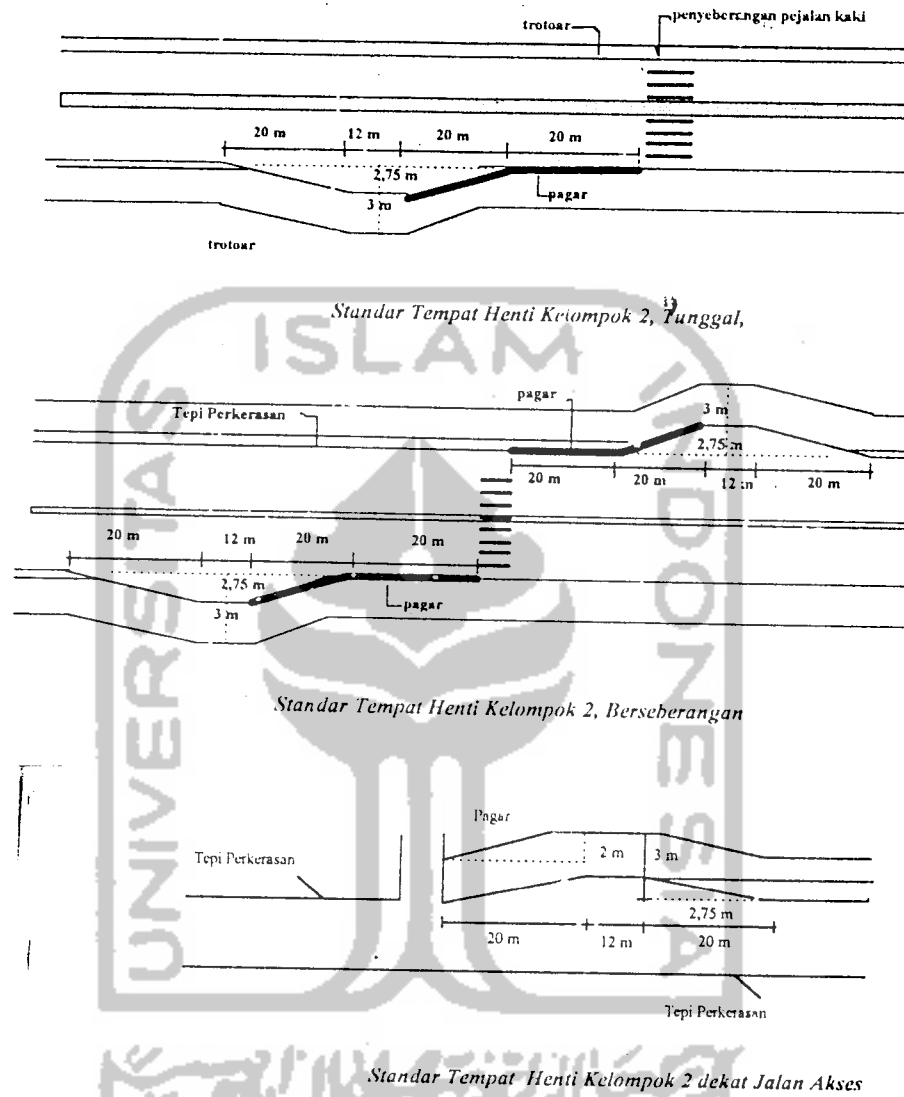 trotoar
penyeberangan pejalan kaki
20 m 12 m 20 m 20 m
2,75 m
3 m
pagar
trotoar
Standar Tempat Henti Kelompok 2, Tunggal,
ISLAM
UNIVERSITAS
INDONESIA
pagar
Tepi Perkerasan
3 m
2,75 m
20 m 20 m 12 m 20 m
20 m 12 m 20 m 20 m
2,75 m
3 m
pagar
Standar Tempat Henti Kelompok 2, Berseberangan
Pagar
Tepi Perkerasan
2 m 3 m
2,75 m
20 m 12 m 20 m
Tepi Perkerasan
Standar Tempat Henti Kelompok 2 dekat Jalan Akses